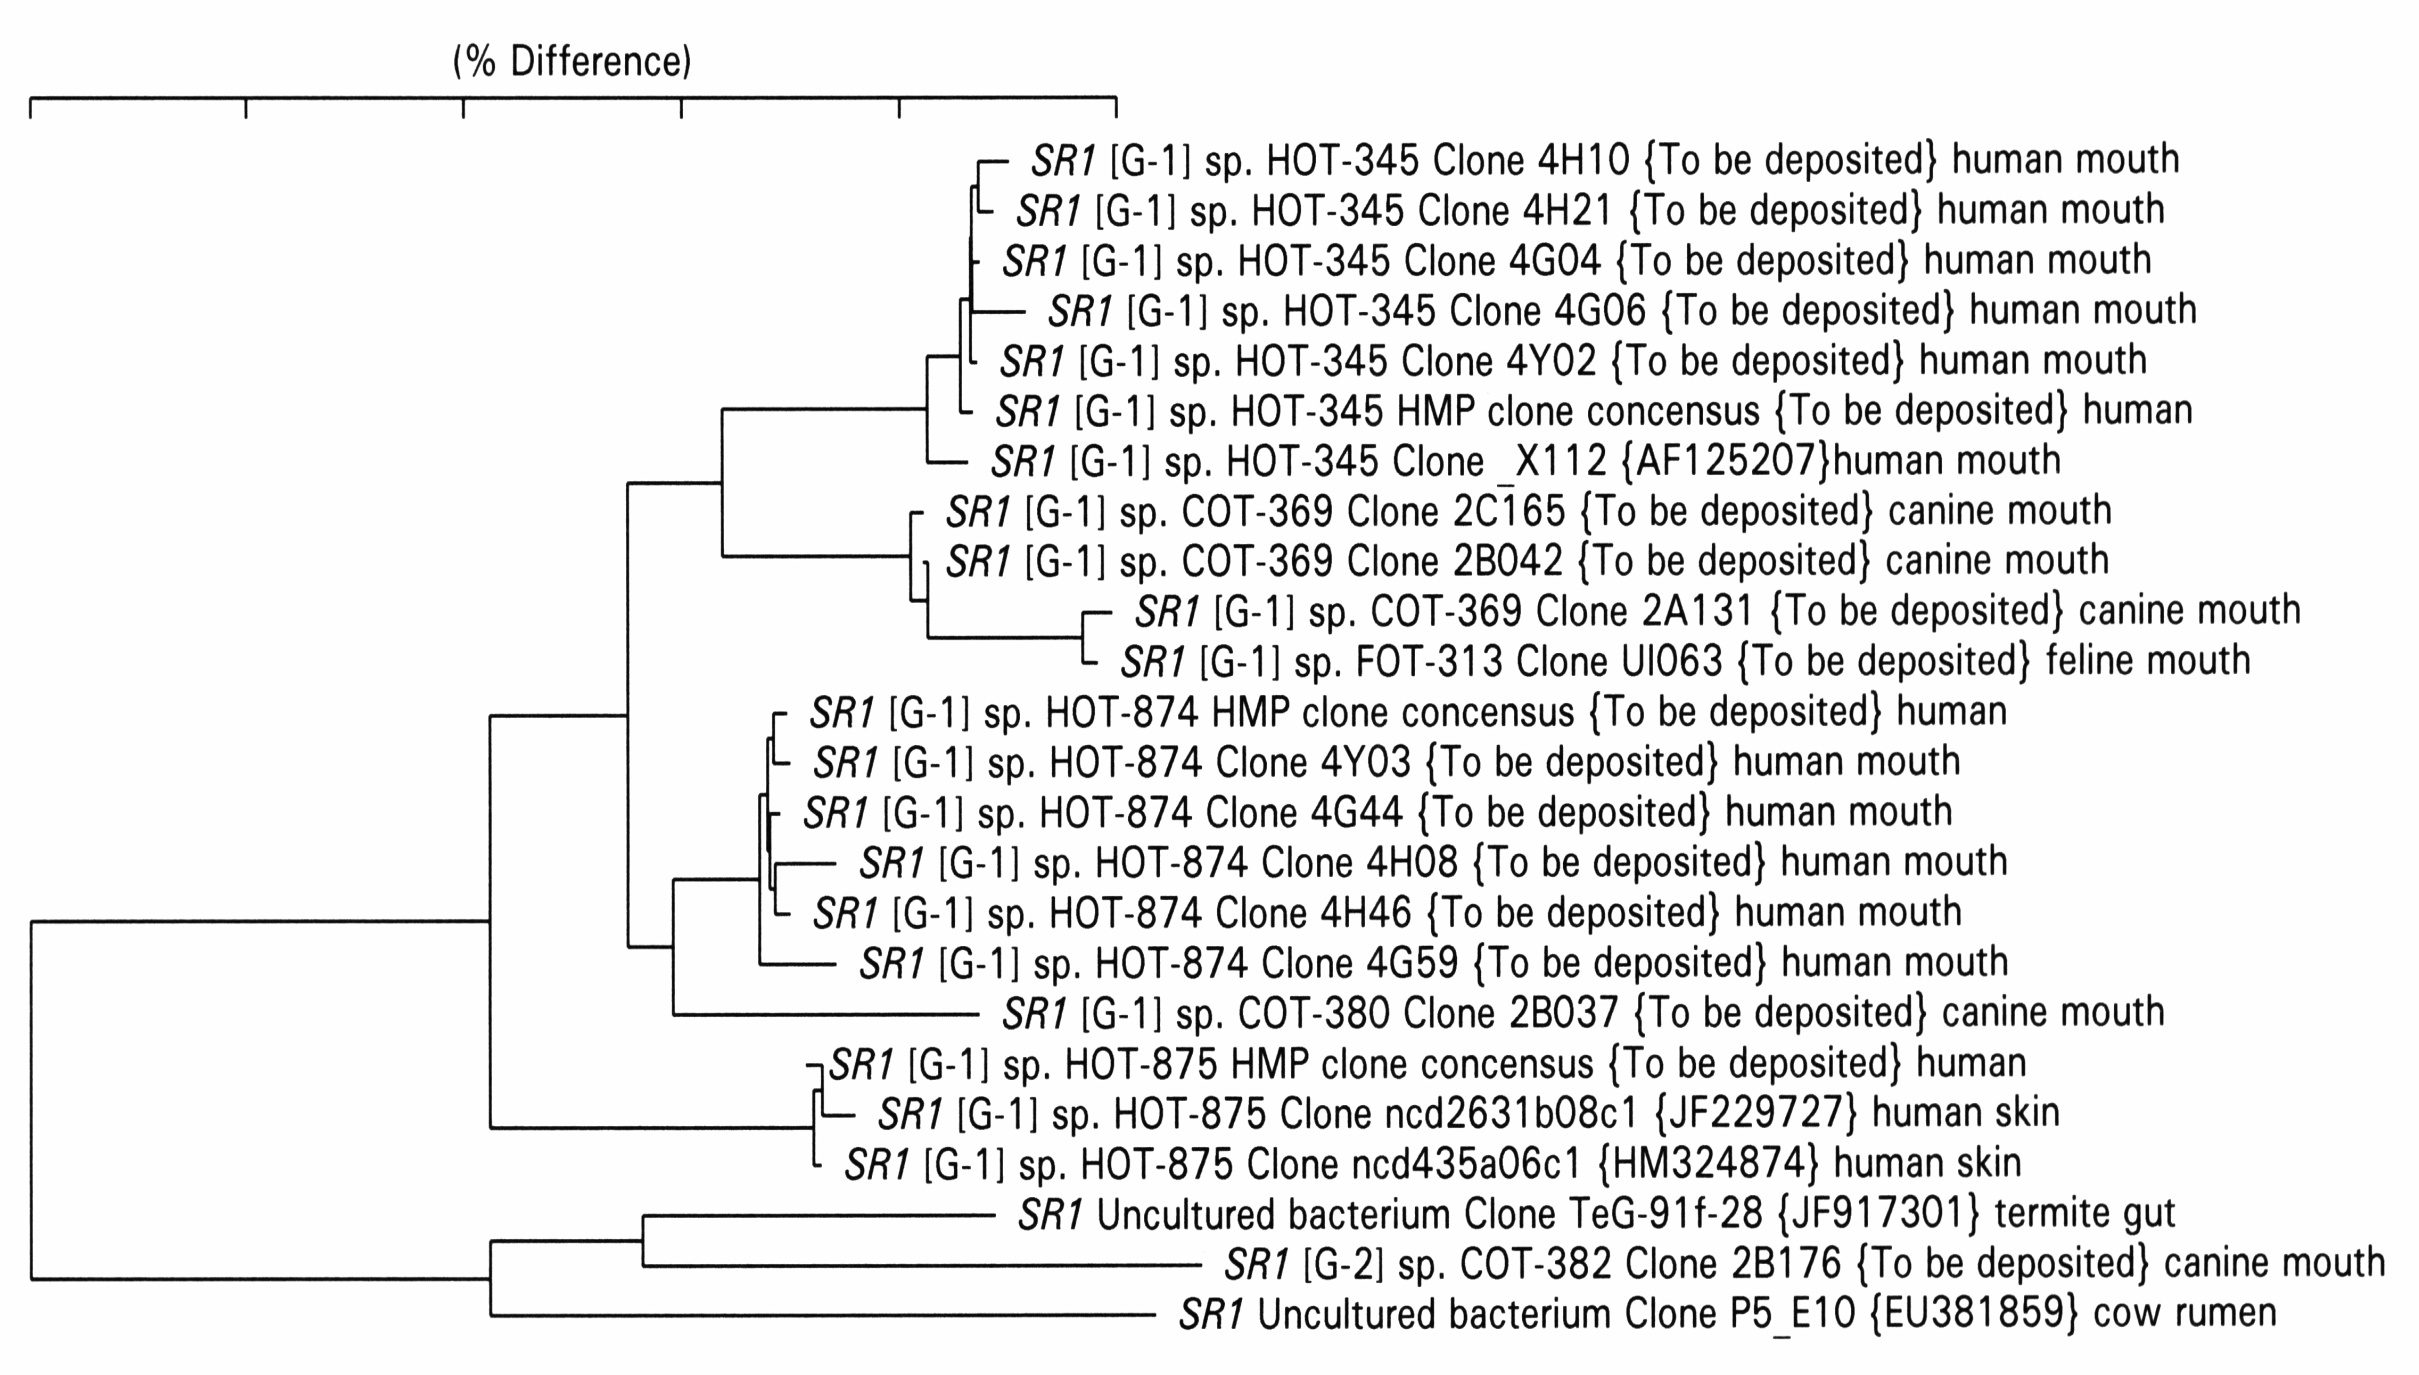 (% Difference)
SR1 [G-1] sp. HOT-345 Clone 4H10 {To be deposited} human mouth
SR1 [G-1] sp. HOT-345 Clone 4H21 {To be deposited} human mouth
SR1 [G-1] sp. HOT-345 Clone 4G04 {To be deposited} human mouth
SR1 [G-1] sp. HOT-345 Clone 4G06 {To be deposited} human mouth
SR1 [G-1] sp. HOT-345 Clone 4Y02 {To be deposited} human mouth
SR1 [G-1] sp. HOT-345 HMP clone concensus {To be deposited} human
SR1 [G-1] sp. HOT-345 Clone _X112 {AF125207}human mouth
SR1 [G-1] sp. COT-369 Clone 2C165 {To be deposited} canine mouth
SR1 [G-1] sp. COT-369 Clone 2B042 {To be deposited} canine mouth
SR1 [G-1] sp. COT-369 Clone 2A131 {To be deposited} canine mouth
SR1 [G-1] sp. FOT-313 Clone UI063 {To be deposited} feline mouth
SR1 [G-1] sp. HOT-874 HMP clone concensus {To be deposited} human
SR1 [G-1] sp. HOT-874 Clone 4Y03 {To be deposited} human mouth
SR1 [G-1] sp. HOT-874 Clone 4G44 {To be deposited} human mouth
SR1 [G-1] sp. HOT-874 Clone 4H08 {To be deposited} human mouth
SR1 [G-1] sp. HOT-874 Clone 4H46 {To be deposited} human mouth
SR1 [G-1] sp. HOT-874 Clone 4G59 {To be deposited} human mouth
SR1 [G-1] sp. COT-380 Clone 2B037 {To be deposited} canine mouth
SR1 [G-1] sp. HOT-875 HMP clone concensus {To be deposited} human
SR1 [G-1] sp. HOT-875 Clone ncd2631b08c1 {JF229727} human skin
SR1 [G-1] sp. HOT-875 Clone ncd435a06c1 {HM324874} human skin
SR1 Uncultured bacterium Clone TeG-91f-28 {JF917301} termite gut
SR1 [G-2] sp. COT-382 Clone 2B176 {To be deposited} canine mouth
SR1 Uncultured bacterium Clone P5_E10 {EU381859} cow rumen